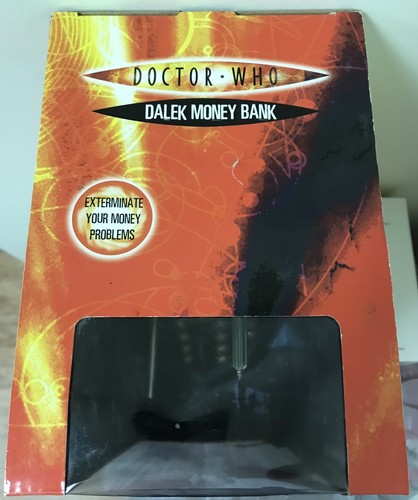 DOCTOR·WHO
DALEK MONEY BANK
EXTERMINATE
YOUR MONEY
PROBLEMS